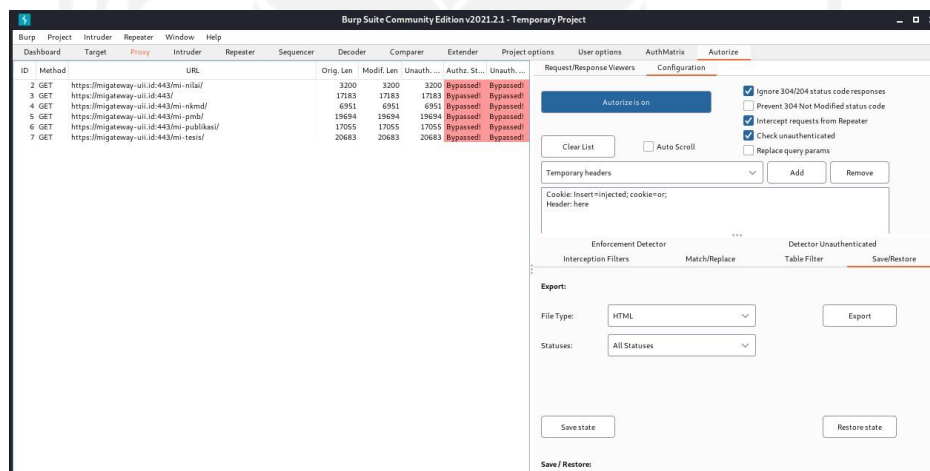 Burp Suite Community Edition v2021.2.1 - Temporary Project
Burp Project Intruder Repeater Window Help
Dashboard Target Proxy Intruder Repeater Sequencer Decoder Comparer Extender Project options User options AuthMatrix Autorize
ID Method URL Orig. Len Modif. Len Unauth.... Authz. St... Unauth....
2 GET https://migateway-uii.id:443/mi-nilai/ 3200 3200 3200 Bypassed! Bypassed!
3 GET https://migateway-uii.id:443/ 17183 17183 17183 Bypassed! Bypassed!
4 GET https://migateway-uii.id:443/mi-nkmd/ 6951 6951 6951 Bypassed! Bypassed!
5 GET https://migateway-uii.id:443/mi-pmb/ 19694 19694 19694 Bypassed! Bypassed!
6 GET https://migateway-uii.id:443/mi-publikasi/ 17055 17055 17055 Bypassed! Bypassed!
7 GET https://migateway-uii.id:443/mi-tesis/ 20683 20683 20683 Bypassed! Bypassed!
Request/Response Viewers Configuration
Autorize is on
Ignore 304/204 status code responses
Prevent 304 Not Modified status code
Intercept requests from Repeater
Check unauthenticated
Clear List Auto Scroll Replace query params
Temporary headers Add Remove
Cookie: Insert=injected; cookie=or;
Header: here
Enforcement Detector Detector Unauthenticated
Interception Filters Match/Replace Table Filter Save/Restore
Export:
File Type: HTML Export
Statuses: All Statuses
Save state Restore state
Save / Restore: